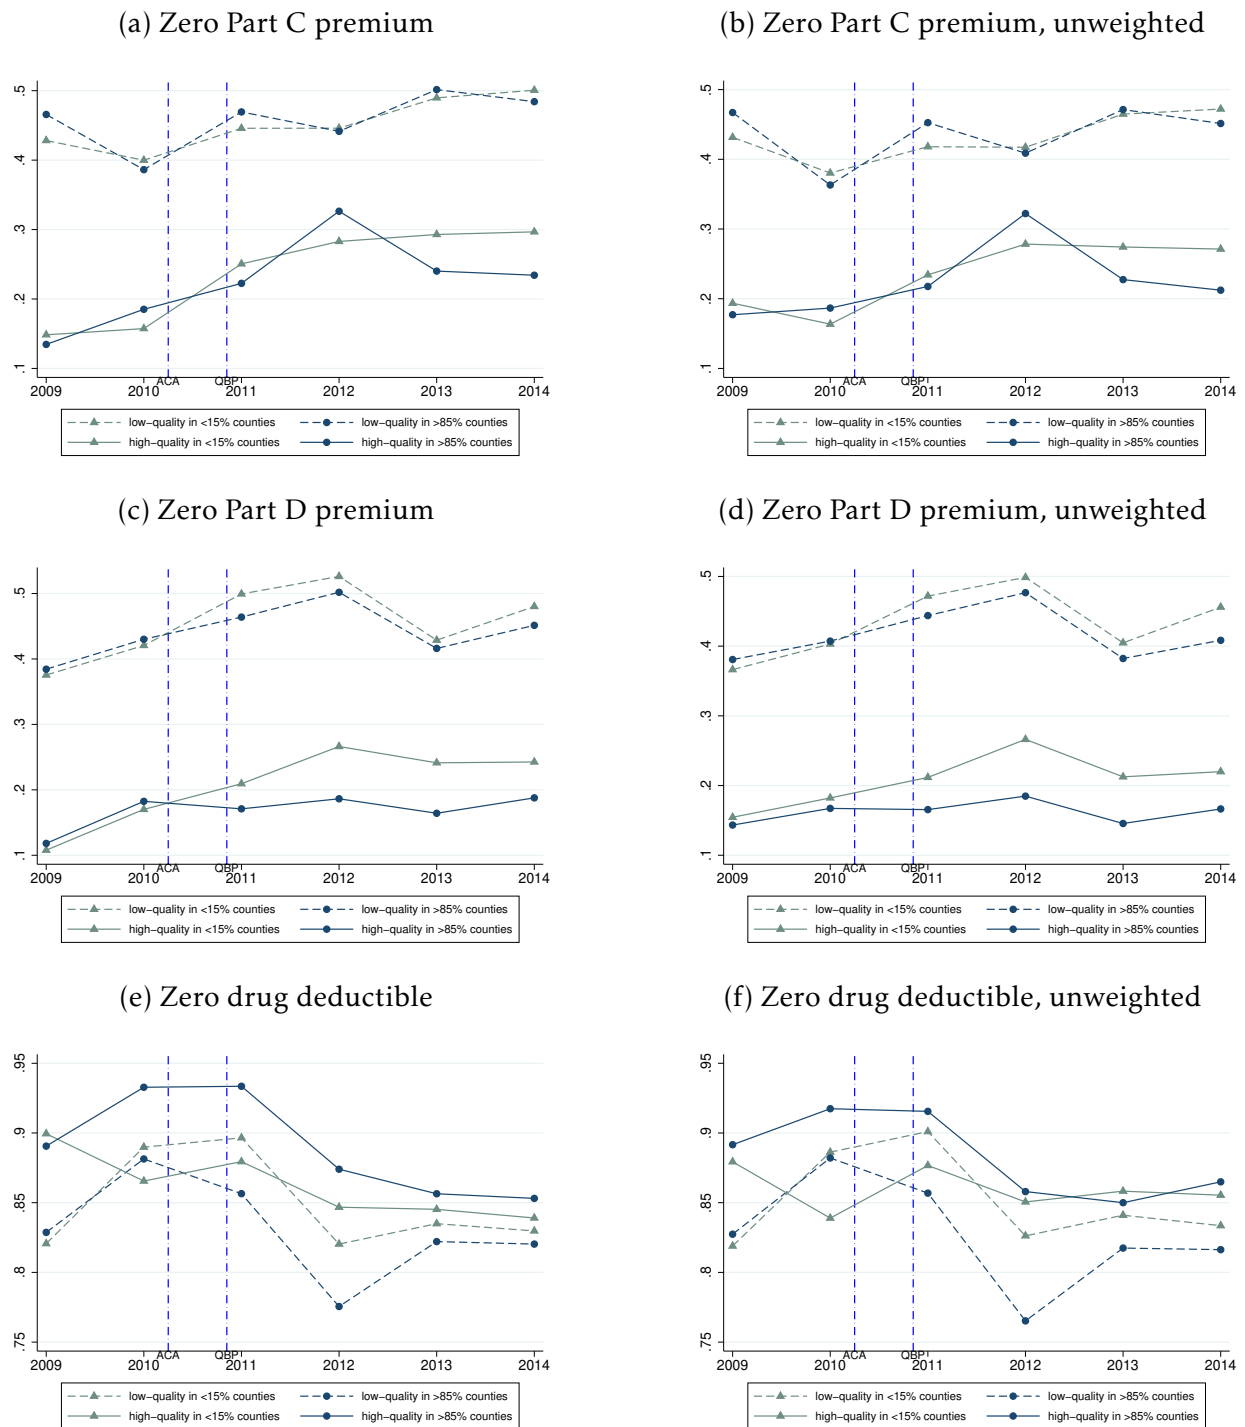 (a) Zero Part C premium
.5
.4
.3
.2
.1
2009 2010 ACA QBP 2011 2012 2013 2014
low−quality in <15% counties low−quality in >85% counties
high−quality in <15% counties high−quality in >85% counties
(b) Zero Part C premium, unweighted
.5
.4
.3
.2
.1
2009 2010 ACA QBP 2011 2012 2013 2014
low−quality in <15% counties low−quality in >85% counties
high−quality in <15% counties high−quality in >85% counties
(c) Zero Part D premium
.5
.4
.3
.2
.1
2009 2010 ACA QBP 2011 2012 2013 2014
low−quality in <15% counties low−quality in >85% counties
high−quality in <15% counties high−quality in >85% counties
(d) Zero Part D premium, unweighted
.5
.4
.3
.2
.1
2009 2010 ACA QBP 2011 2012 2013 2014
low−quality in <15% counties low−quality in >85% counties
high−quality in <15% counties high−quality in >85% counties
(e) Zero drug deductible
.95
.9
.85
.8
.75
2009 2010 ACA QBP 2011 2012 2013 2014
low−quality in <15% counties low−quality in >85% counties
high−quality in <15% counties high−quality in >85% counties
(f) Zero drug deductible, unweighted
.95
.9
.85
.8
.75
2009 2010 ACA QBP 2011 2012 2013 2014
low−quality in <15% counties low−quality in >85% counties
high−quality in <15% counties high−quality in >85% counties